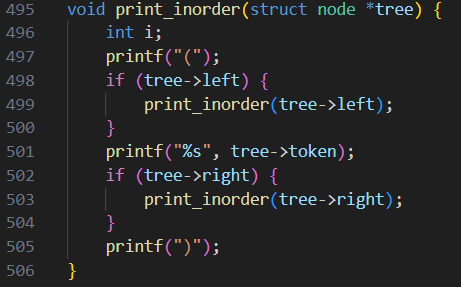 495 void print_inorder(struct node *tree) {
496     int i;
497     printf("(");
498     if (tree->left) {
499         print_inorder(tree->left);
500     }
501     printf("%s", tree->token);
502     if (tree->right) {
503         print_inorder(tree->right);
504     }
505     printf(")");
506 }